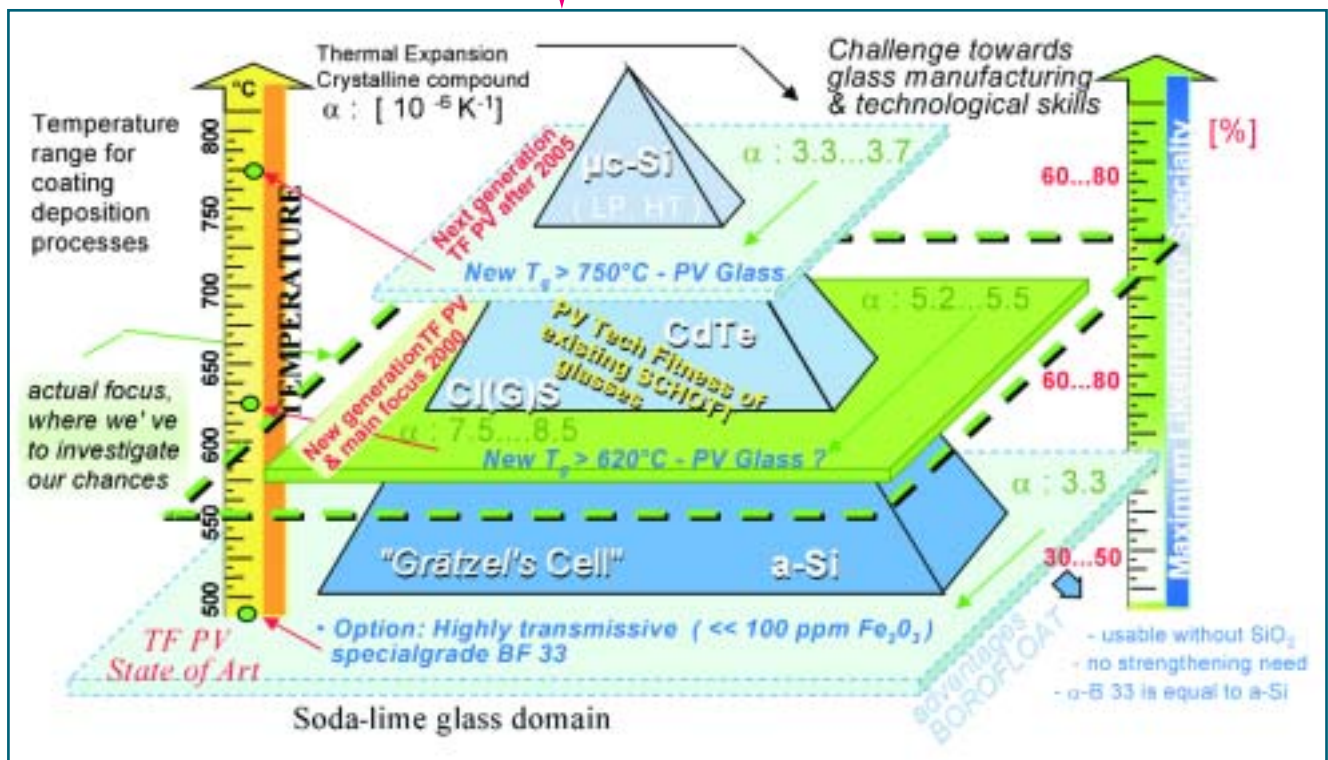 Thermal Expansion
Crystalline compound
α : [ 10 -6 K-1]
Challenge towards
glass manufacturing
& technological skills
[%]
°C
Temperature
range for
coating
deposition
processes
800
750
700
650
600
550
500
TEMPERATURE
actual focus,
where we' ve
to investigate
our chances
Next generation
TF PV after 2005
µc-Si
( LP, HT )
α : 3.3...3.7
New Tg > 750°C - PV Glass
60...80
New generation TF PV
& main focus 2000
PV Tech Fitness of
existing SCHOTT
glasses
CdTe
CI(G)S
α : 5.2...5.5
α : 7.5....8.5
New Tg > 620°C - PV Glass ?
60...80
"Grätzel's Cell"
a-Si
α : 3.3
30...50
Maximum Likelihood to Specialty
TF PV
State of Art
• Option: Highly transmissive ( << 100 ppm Fe2O3 )
specialgrade BF 33
advantages
BOROFLOAT
- usable without SiO2
- no strengthening need
- α-B 33 is equal to a-Si
Soda-lime glass domain